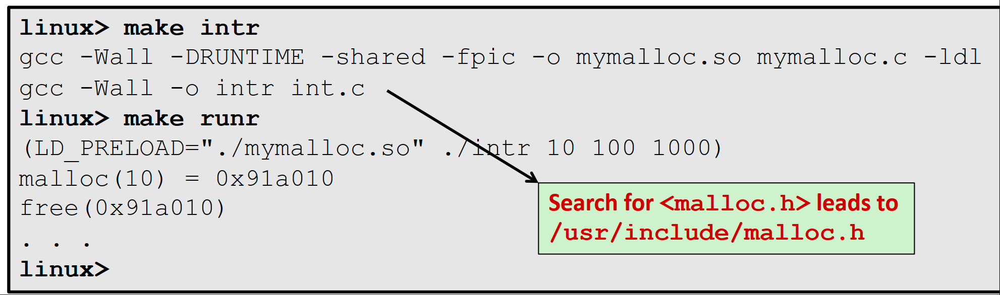 linux> make intr
gcc -Wall -DRUNTIME -shared -fpic -o mymalloc.so mymalloc.c -ldl
gcc -Wall -o intr int.c
linux> make runr
(LD_PRELOAD="./mymalloc.so" ./intr 10 100 1000)
malloc(10) = 0x91a010
free(0x91a010)
. . .
linux>
Search for <malloc.h> leads to
/usr/include/malloc.h